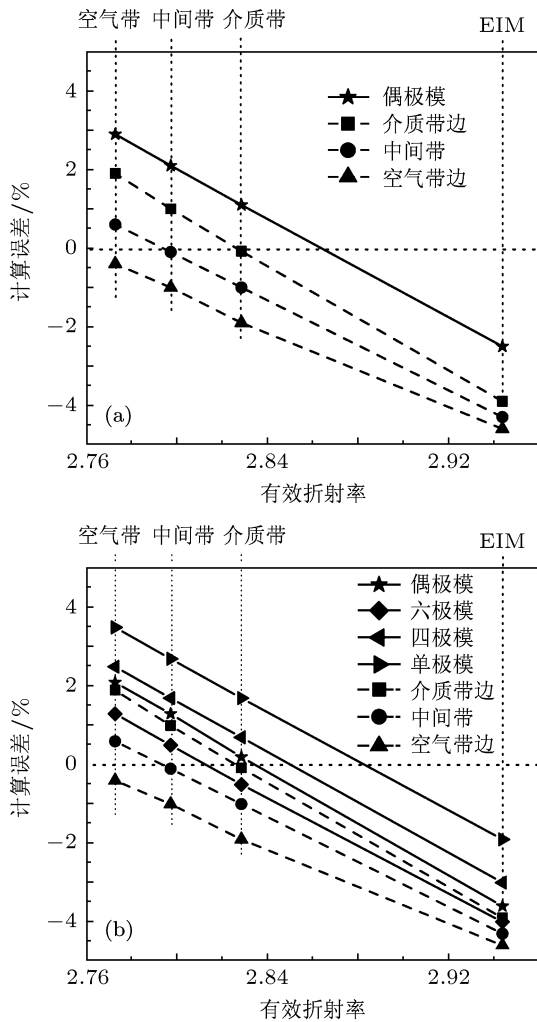 空气带 中间带 介质带 EIM
偶极模
介质带边
中间带
空气带边
4
2
0
−2
−4
计算误差/%
(a)
2.76 2.84 2.92
有效折射率
空气带 中间带 介质带 EIM
偶极模
六极模
四极模
单极模
介质带边
中间带
空气带边
4
2
0
−2
−4
计算误差/%
(b)
2.76 2.84 2.92
有效折射率